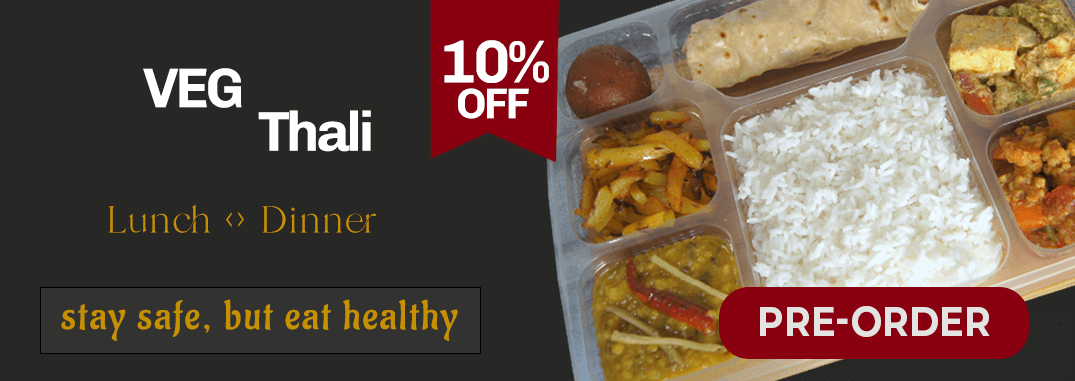 VEG
Thali
10%
OFF
Lunch <> Dinner
stay safe, but eat healthy
PRE-ORDER